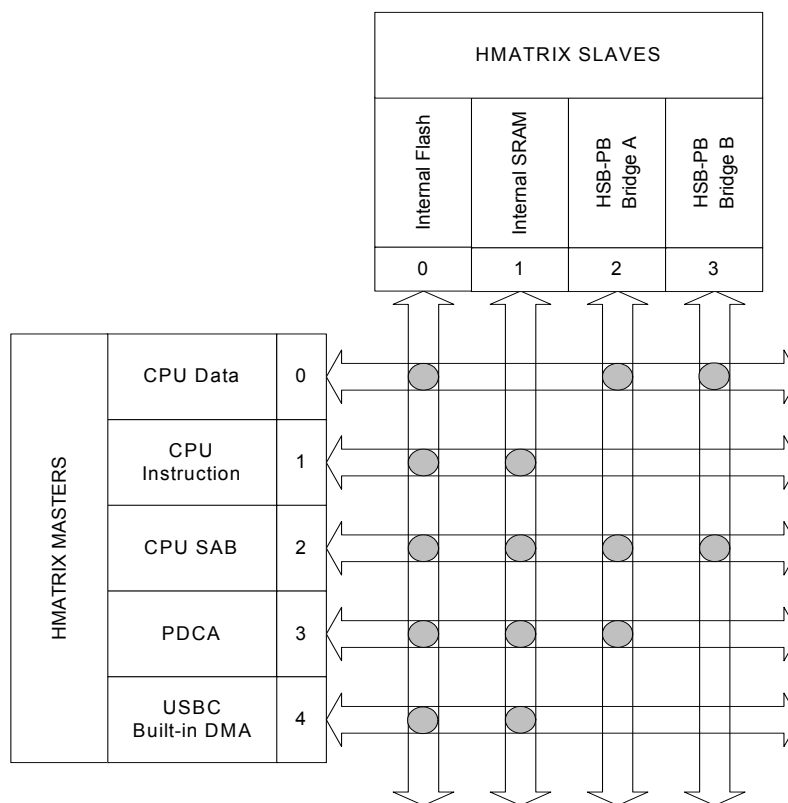 HMATRIX SLAVES
Internal Flash
Internal SRAM
HSB-PB
Bridge A
HSB-PB
Bridge B
0
1
2
3
HMATRIX MASTERS
CPU Data
0
CPU
Instruction
1
CPU SAB
2
PDCA
3
USBC
Built-in DMA
4